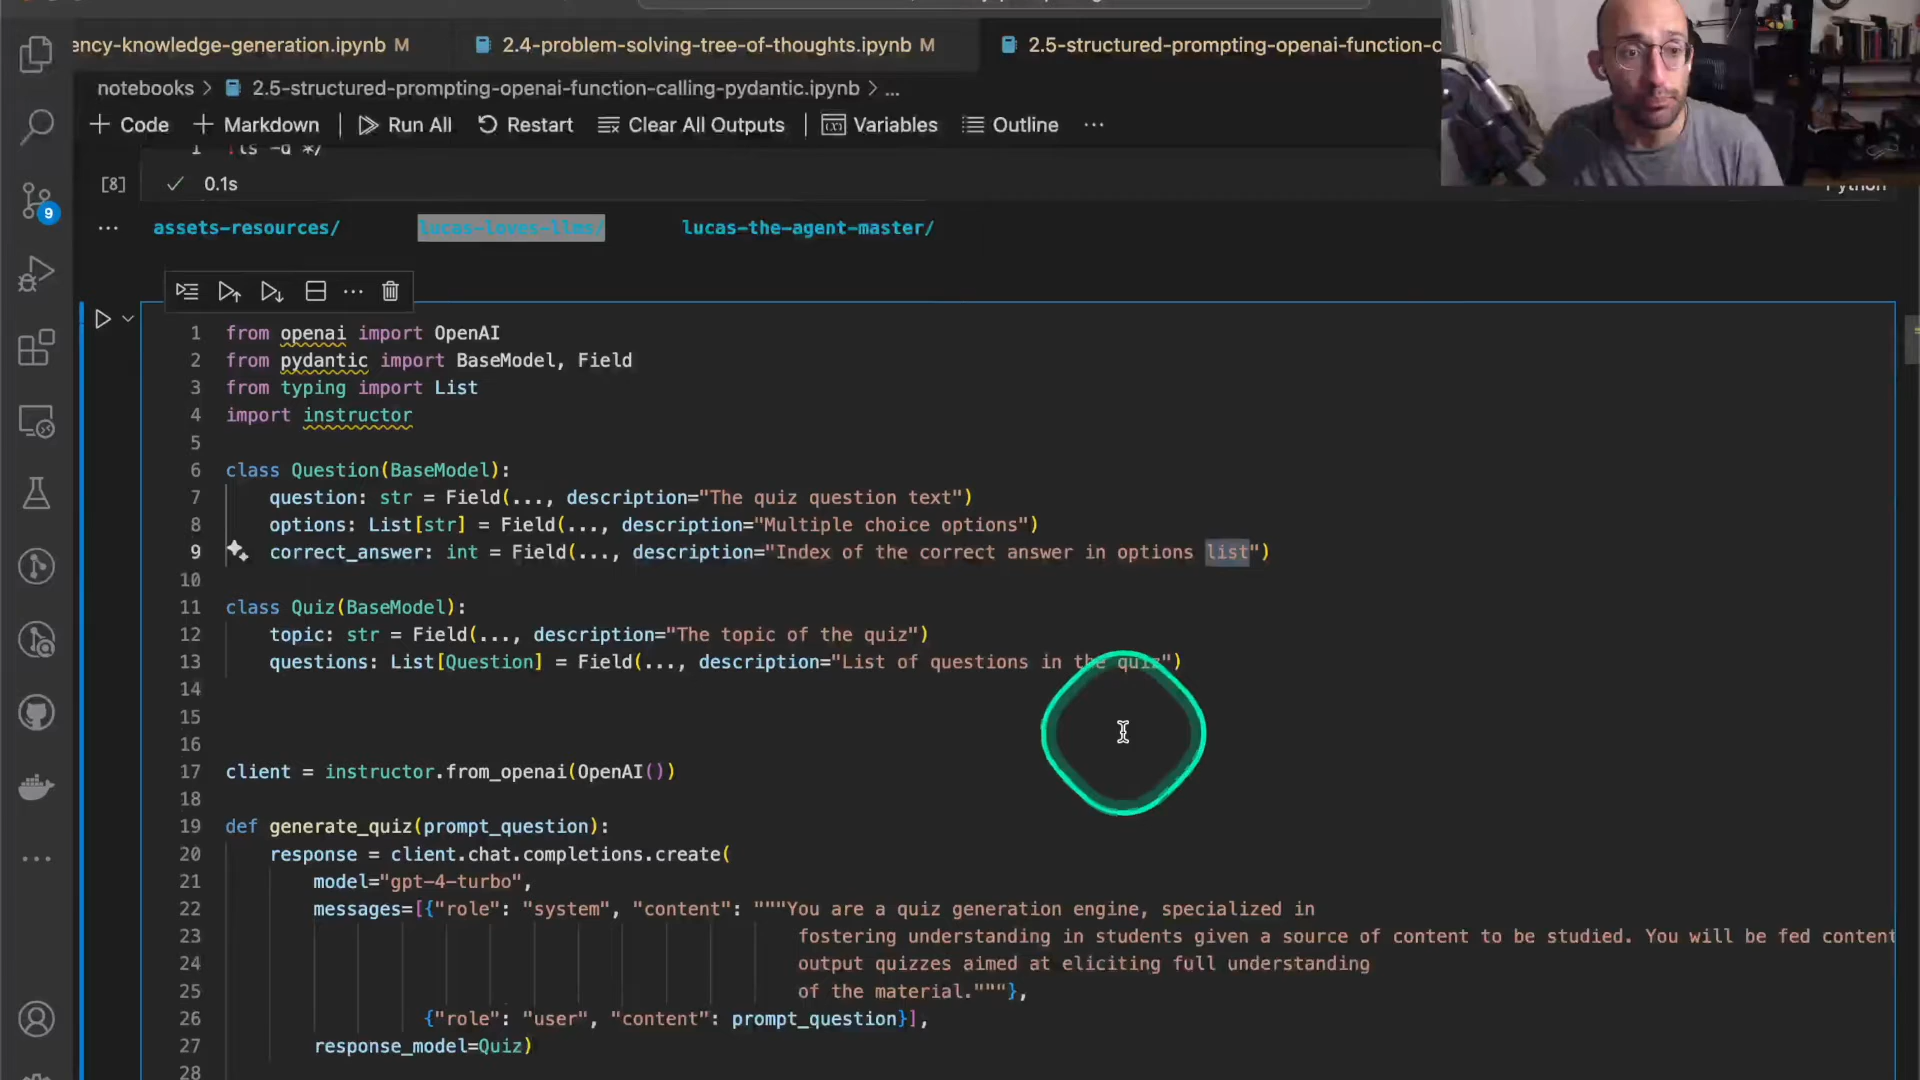 ency-knowledge-generation.ipynb M 2.4-problem-solving-tree-of-thoughts.ipynb M 2.5-structured-prompting-openai-function-c
notebooks > 2.5-structured-prompting-openai-function-calling-pydantic.ipynb > ...
+ Code + Markdown Run All Restart Clear All Outputs Variables Outline ...
1 !ls -d */
[8] 0.1s Python
... assets-resources/ lucas-loves-llms/ lucas-the-agent-master/
9
1 from openai import OpenAI
2 from pydantic import BaseModel, Field
3 from typing import List
4 import instructor
5
6 class Question(BaseModel):
7 question: str = Field(..., description="The quiz question text")
8 options: List[str] = Field(..., description="Multiple choice options")
9 correct_answer: int = Field(..., description="Index of the correct answer in options list")
10
11 class Quiz(BaseModel):
12 topic: str = Field(..., description="The topic of the quiz")
13 questions: List[Question] = Field(..., description="List of questions in the quiz")
14
15
16
17 client = instructor.from_openai(OpenAI())
18
19 def generate_quiz(prompt_question):
20 response = client.chat.completions.create(
21 model="gpt-4-turbo",
22 messages=[{"role": "system", "content": """You are a quiz generation engine, specialized in
23 fostering understanding in students given a source of content to be studied. You will be fed content
24 output quizzes aimed at eliciting full understanding
25 of the material."""},
26 {"role": "user", "content": prompt_question}],
27 response_model=Quiz)
28